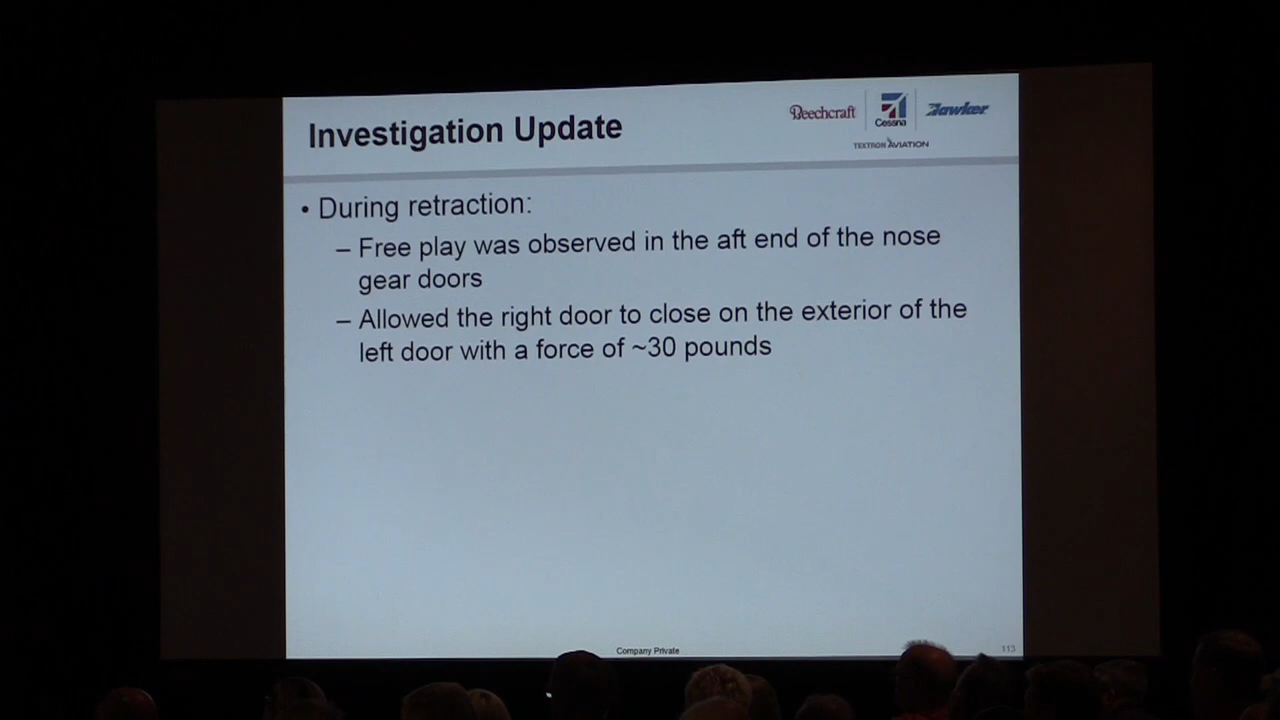 Investigation Update
Beechcraft
Cessna
Hawker
TEXTRON AVIATION
• During retraction:
– Free play was observed in the aft end of the nose
gear doors
– Allowed the right door to close on the exterior of the
left door with a force of ~30 pounds
Company Private
113